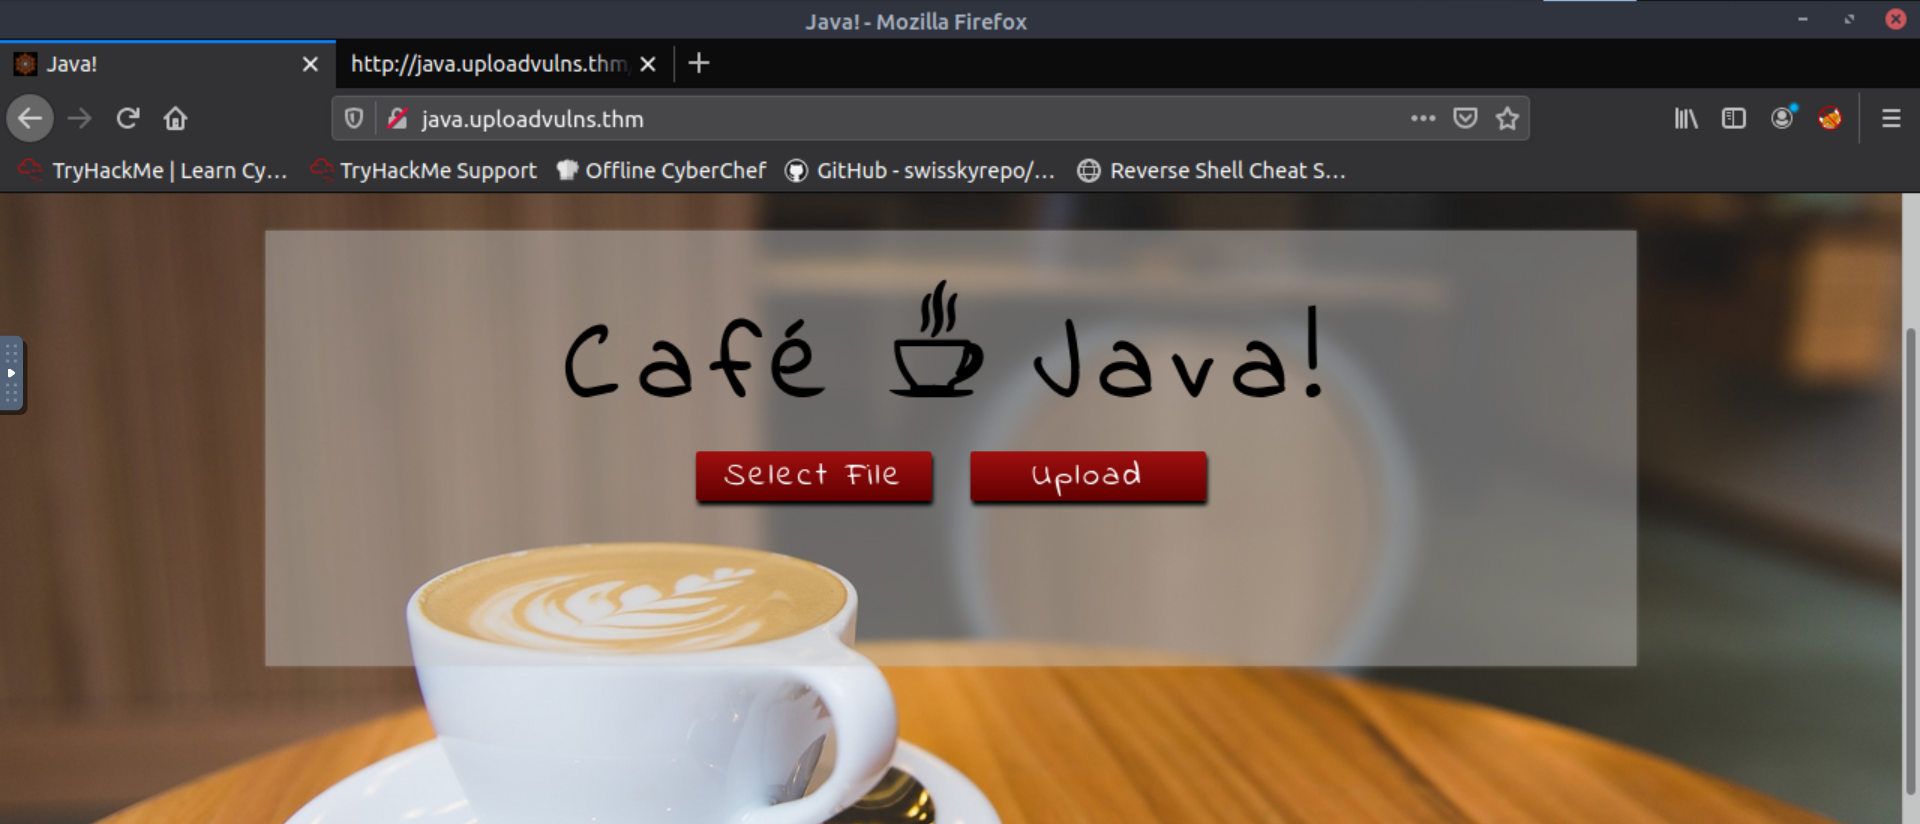 Java! - Mozilla Firefox
Java!
http://java.uploadvulns.thm
java.uploadvulns.thm
TryHackMe | Learn Cy… TryHackMe Support Offline CyberChef GitHub - swisskyrepo/… Reverse Shell Cheat S…
Café Java!
Select File Upload